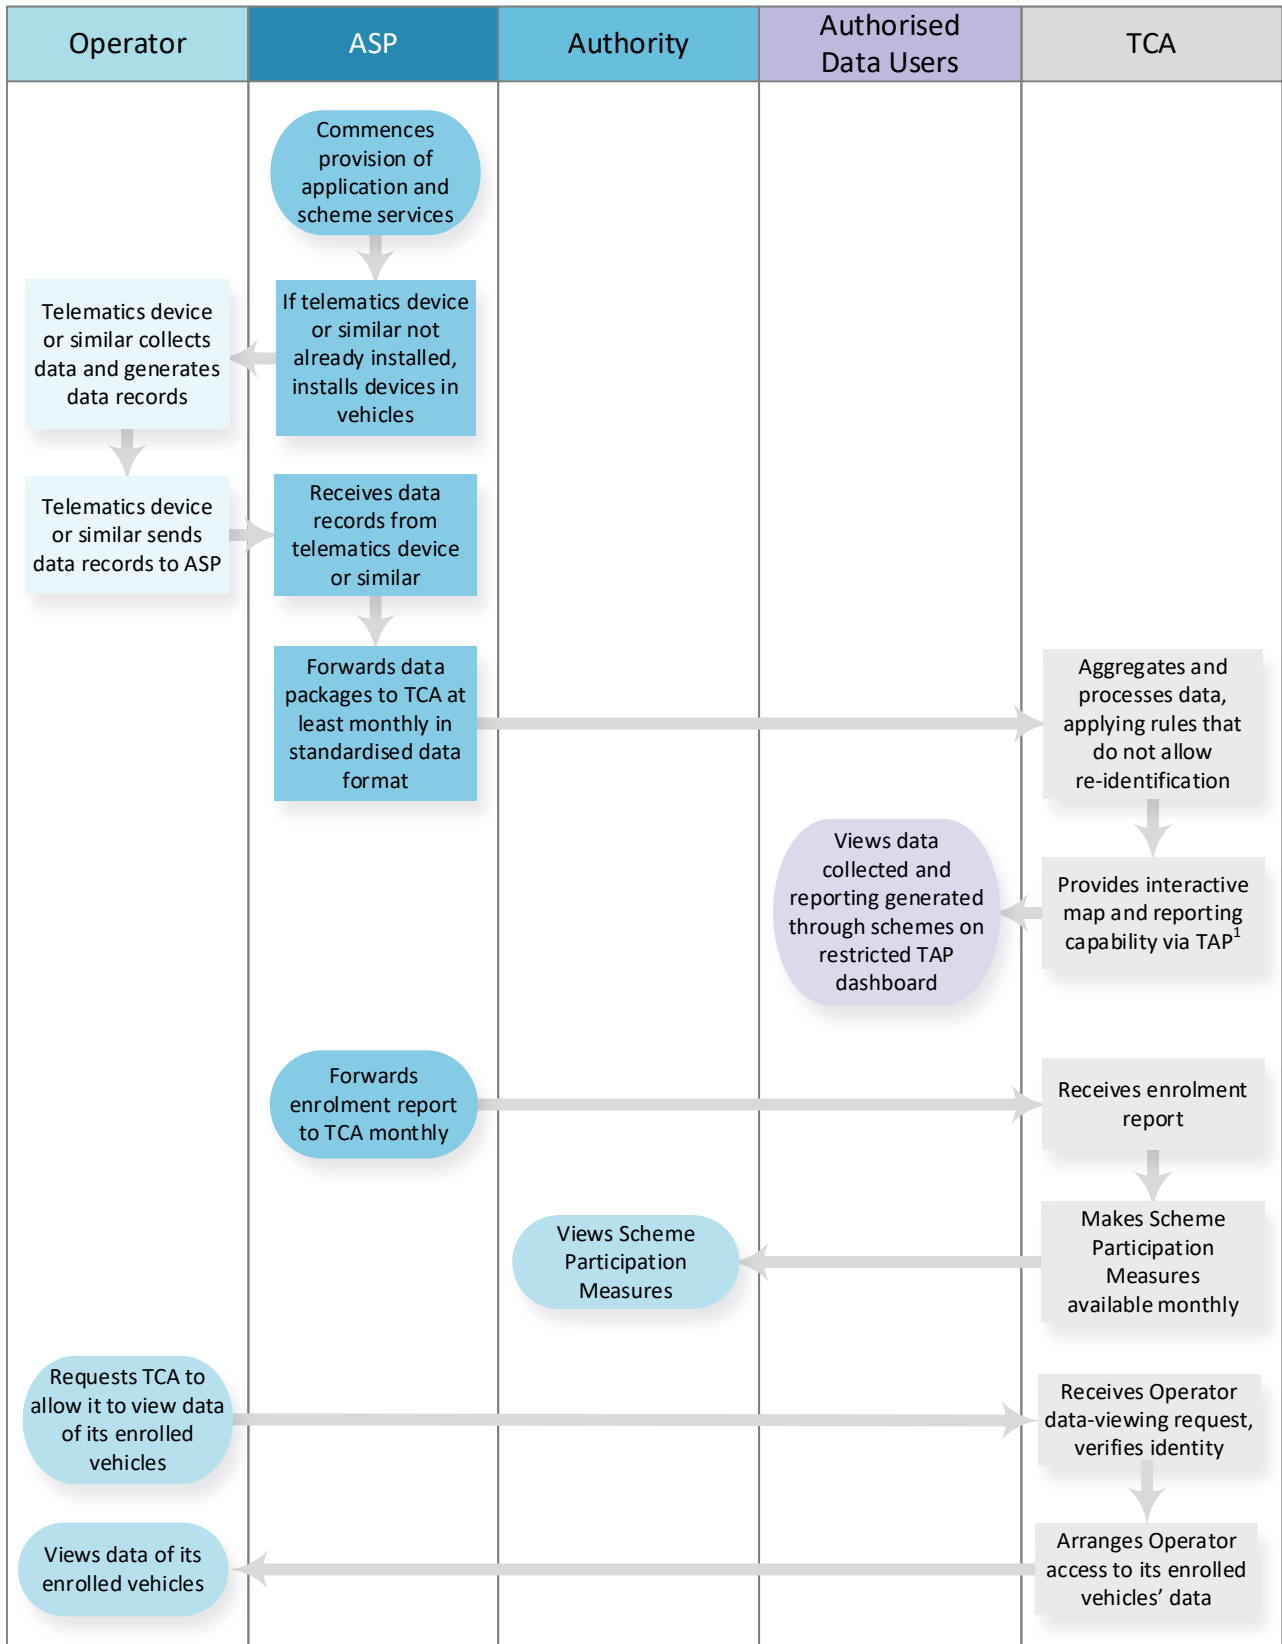 Operator
ASP
Authority
Authorised
Data Users
TCA
Commences
provision of
application and
scheme services
If telematics device
or similar not
already installed,
installs devices in
vehicles
Telematics device
or similar collects
data and generates
data records
Telematics device
or similar sends
data records to ASP
Receives data
records from
telematics device
or similar
Forwards data
packages to TCA at
least monthly in
standardised data
format
Aggregates and
processes data,
applying rules that
do not allow
re-identification
Provides interactive
map and reporting
capability via TAP¹
Views data
collected and
reporting generated
through schemes on
restricted TAP
dashboard
Forwards
enrolment report
to TCA monthly
Receives enrolment
report
Makes Scheme
Participation
Measures
available monthly
Views Scheme
Participation
Measures
Requests TCA to
allow it to view data
of its enrolled
vehicles
Receives Operator
data-viewing request,
verifies identity
Arranges Operator
access to its enrolled
vehicles’ data
Views data of its
enrolled vehicles